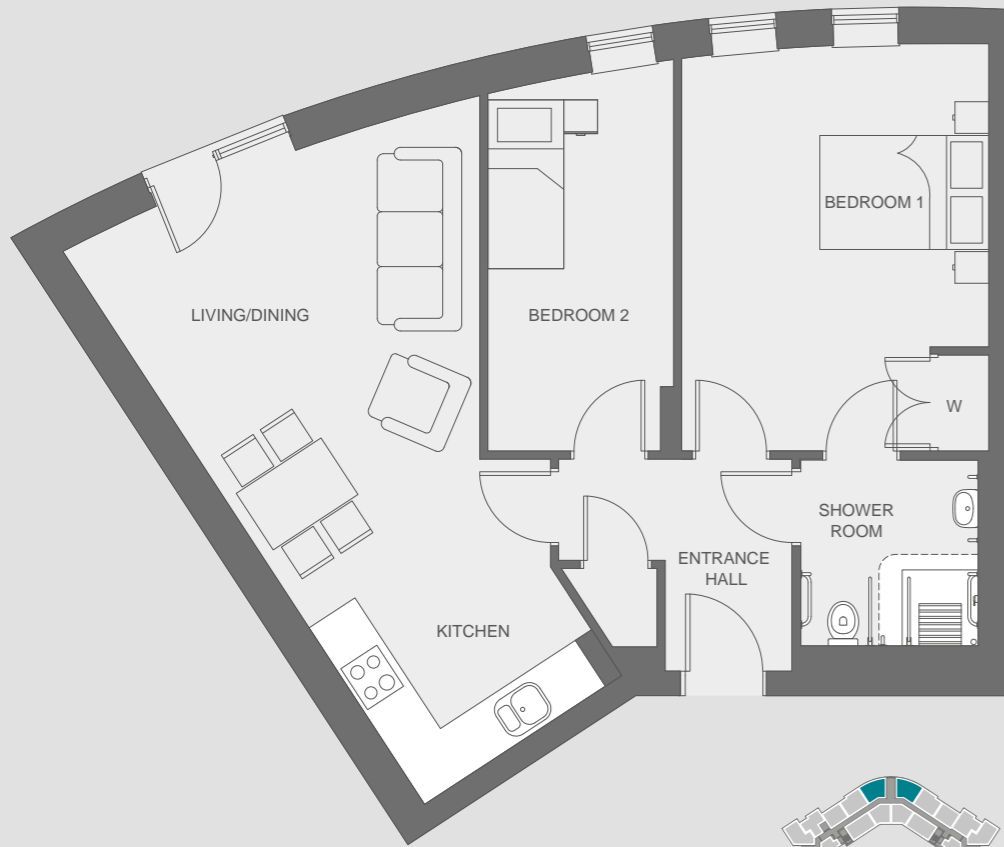 BEDROOM 1
LIVING/DINING
BEDROOM 2
W
SHOWER
ROOM
ENTRANCE
HALL
KITCHEN